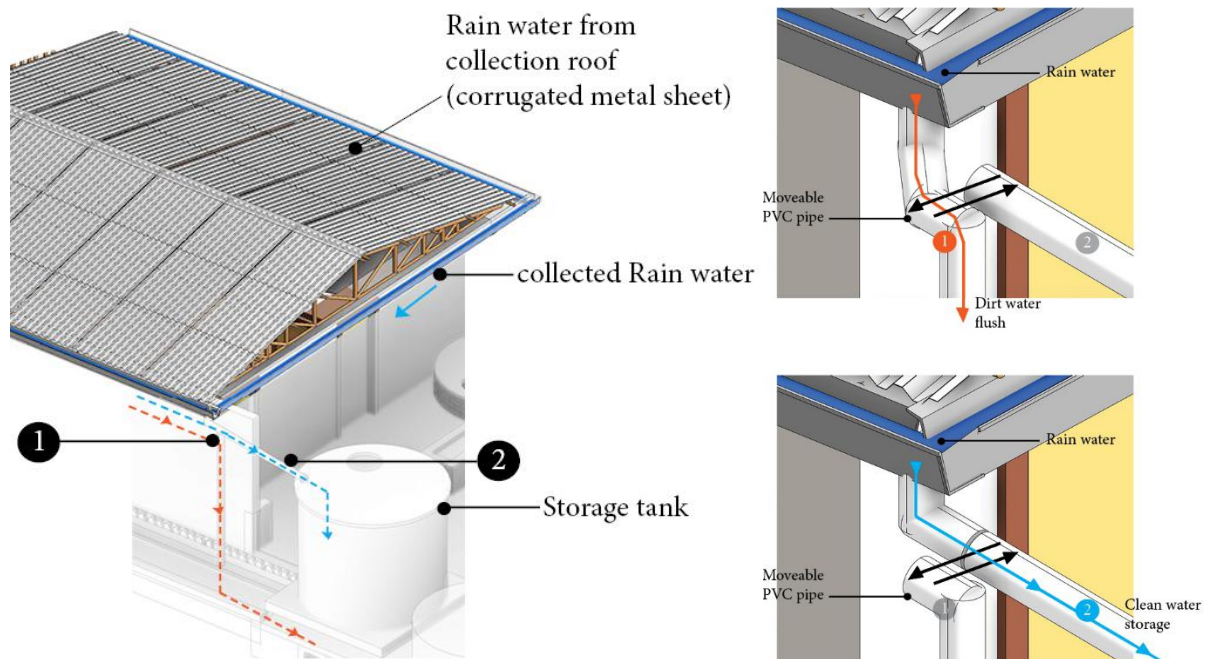 Rain water from
collection roof
(corrugated metal sheet)
collected Rain water
1
2
Storage tank
Rain water
Moveable
PVC pipe
1
2
Dirt water
flush
Rain water
Moveable
PVC pipe
1
2
Clean water
storage